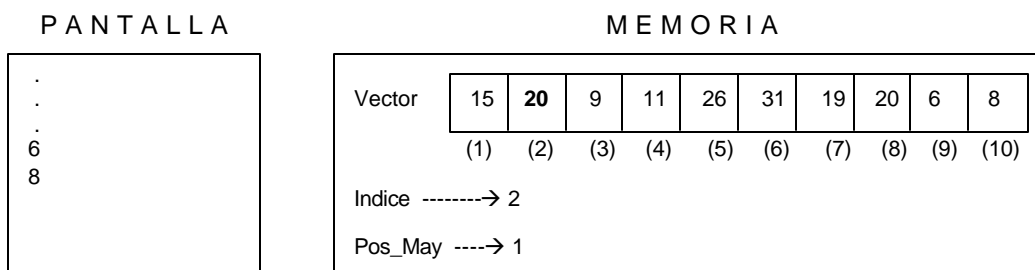 P A N T A L L A
M E M O R I A
.
.
.
6
8
Vector 15 20 9 11 26 31 19 20 6 8
(1) (2) (3) (4) (5) (6) (7) (8) (9) (10)
Indice --------→ 2
Pos_May ----→ 1